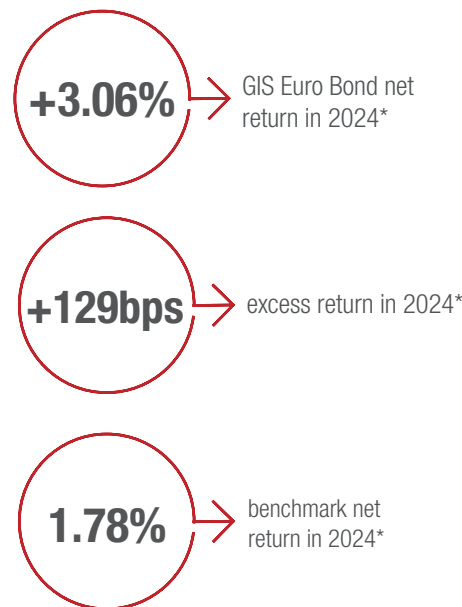 +3.06%
GIS Euro Bond net
return in 2024*
+129bps
excess return in 2024*
1.78%
benchmark net
return in 2024*